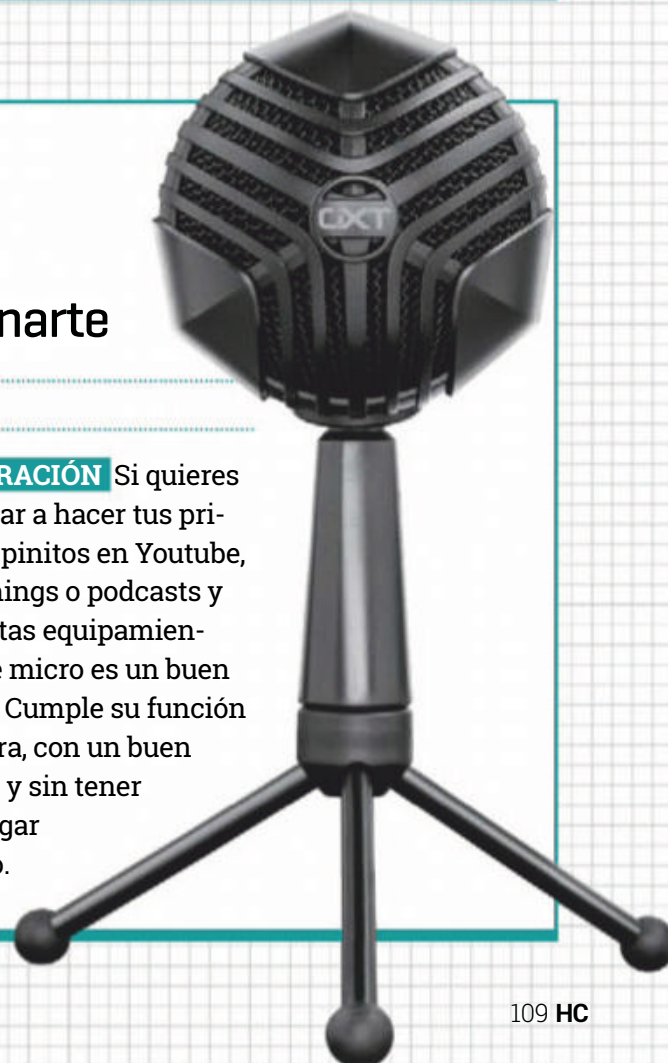 GXT
narte
RACIÓN Si quieres
ar a hacer tus pri-
pinitos en Youtube,
nings o podcasts y
tas equipamien-
e micro es un buen
Cumple su función
ra, con un buen
y sin tener
gar
o.
109 HC